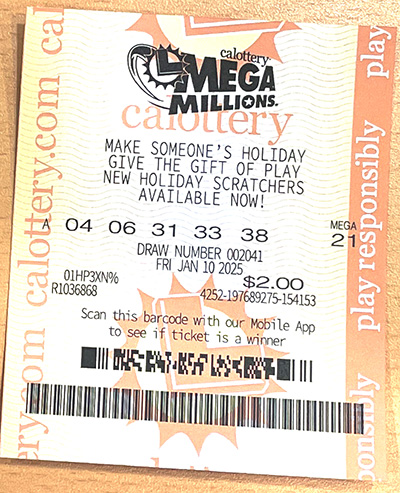 calottery
MEGA
MILLIONS.
calottery
MAKE SOMEONE'S HOLIDAY
GIVE THE GIFT OF PLAY
NEW HOLIDAY SCRATCHERS
AVAILABLE NOW!
A 04 06 31 33 38 MEGA 21
DRAW NUMBER 002041
FRI JAN 10 2025
01HP3XN% $2.00
R1036868 4252-197689275-154153
Scan this barcode with our Mobile App
to see if ticket is a winner
calottery.com cal
play responsibly play